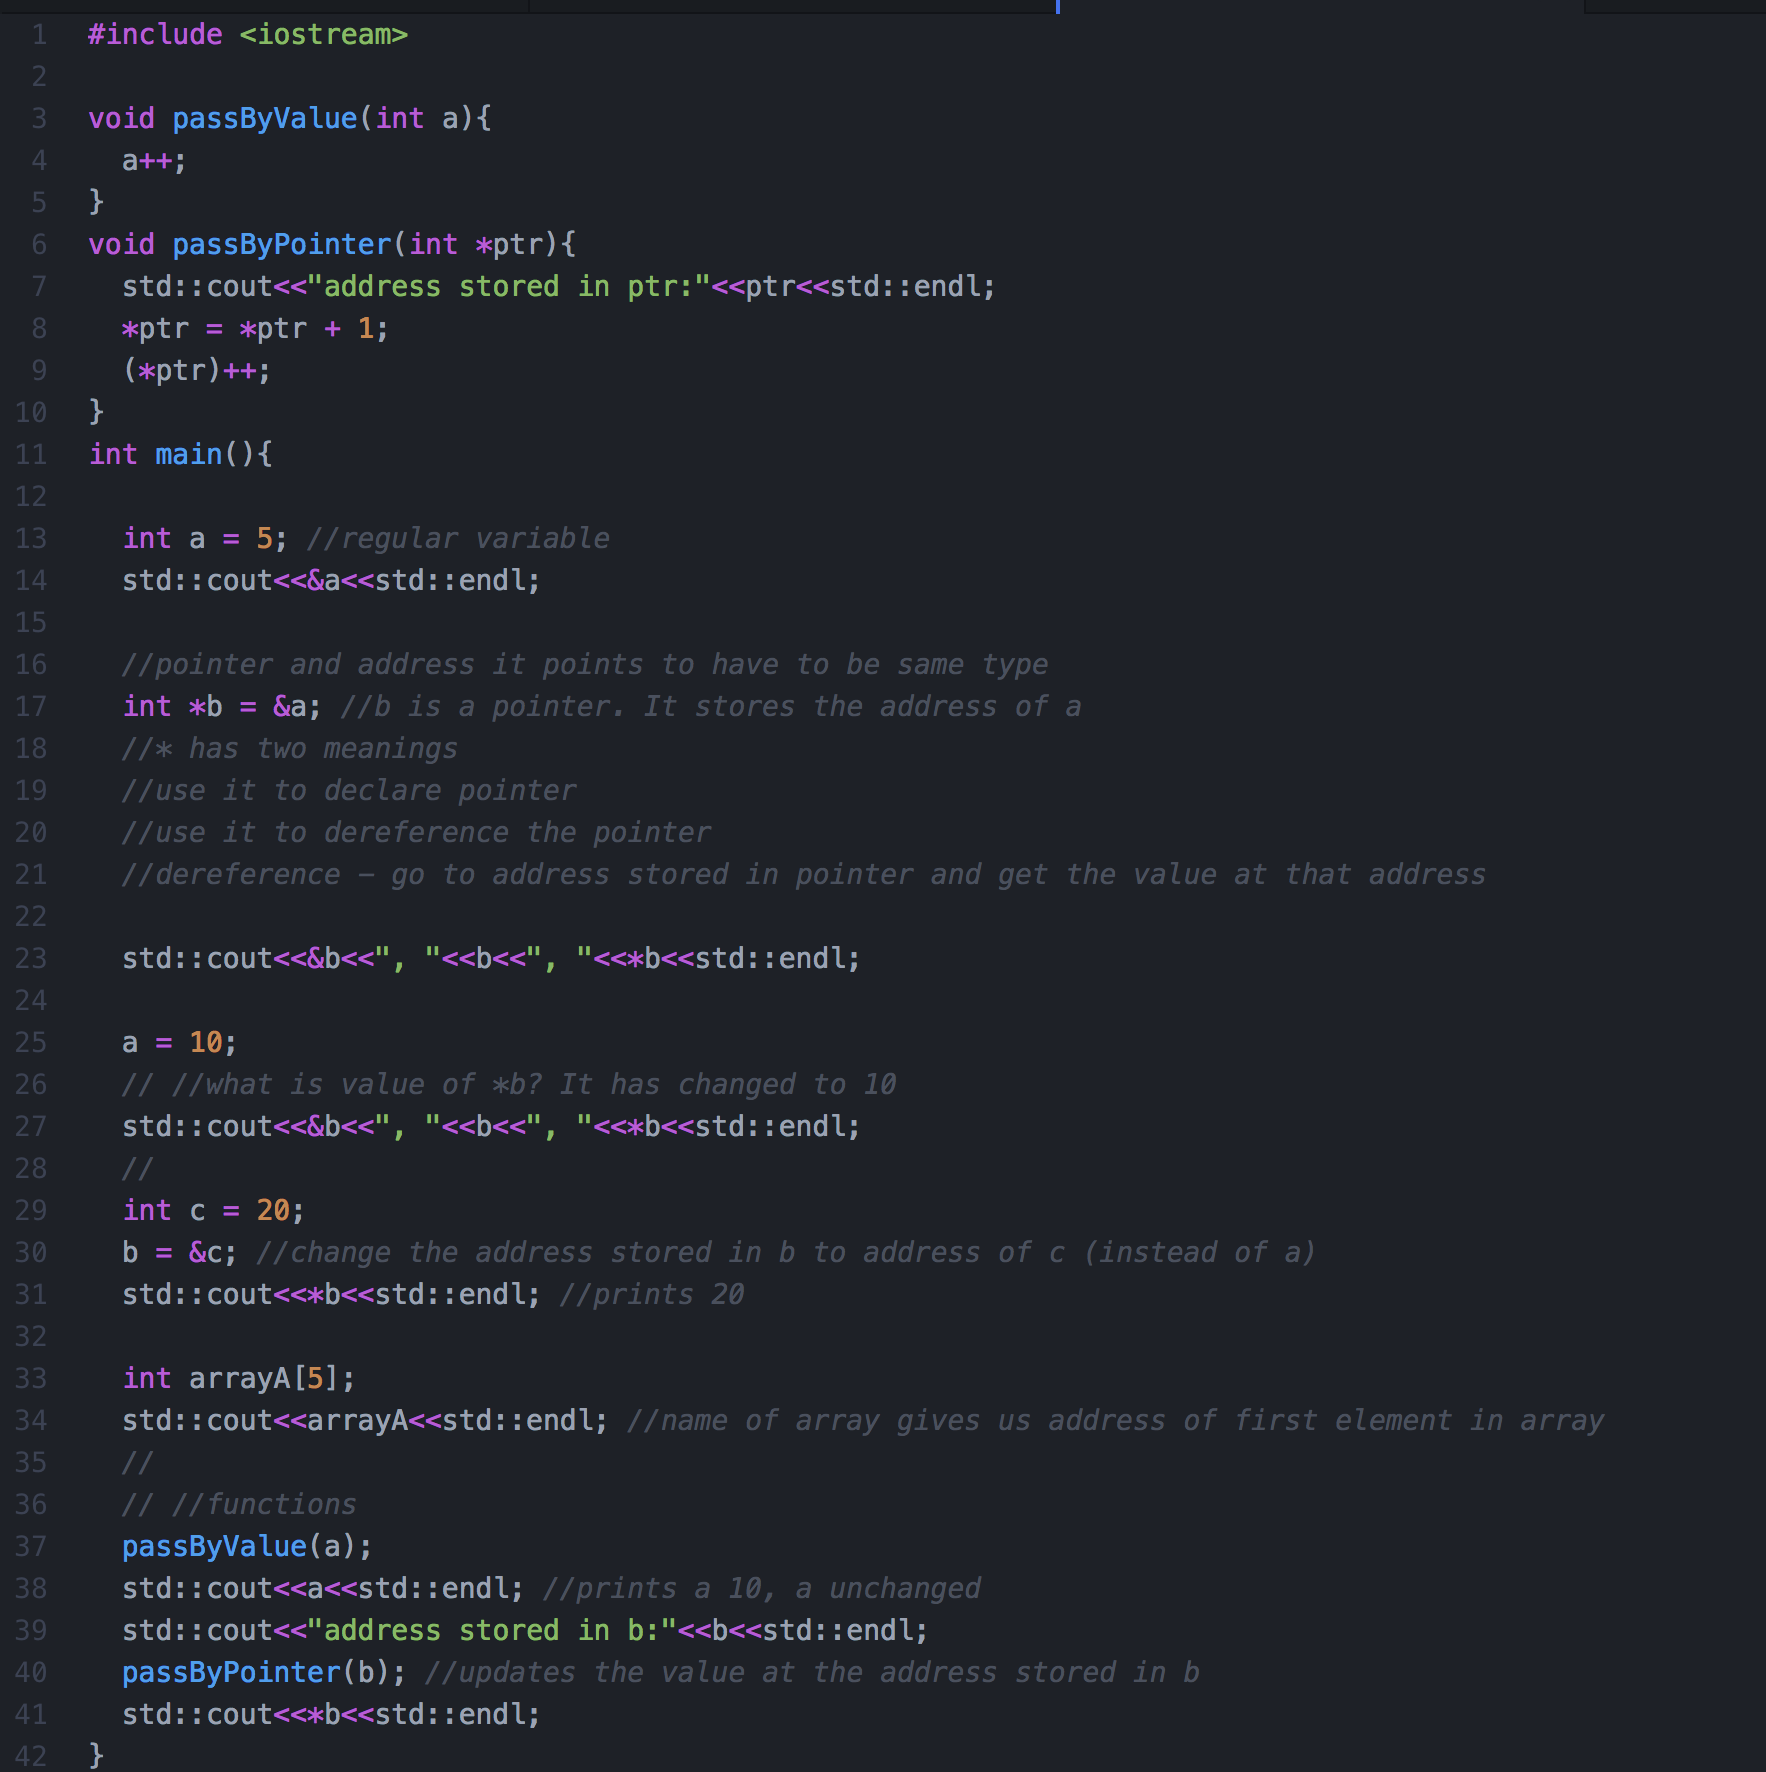 1 #include <iostream>
2
3 void passByValue(int a){
4   a++;
5 }
6 void passByPointer(int *ptr){
7   std::cout<<"address stored in ptr:"<<ptr<<std::endl;
8   *ptr = *ptr + 1;
9   (*ptr)++;
10 }
11 int main(){
12
13   int a = 5; //regular variable
14   std::cout<<&a<<std::endl;
15
16   //pointer and address it points to have to be same type
17   int *b = &a; //b is a pointer. It stores the address of a
18   //* has two meanings
19   //use it to declare pointer
20   //use it to dereference the pointer
21   //dereference – go to address stored in pointer and get the value at that address
22
23   std::cout<<&b<<", "<<b<<", "<<*b<<std::endl;
24
25   a = 10;
26   // //what is value of *b? It has changed to 10
27   std::cout<<&b<<", "<<b<<", "<<*b<<std::endl;
28   //
29   int c = 20;
30   b = &c; //change the address stored in b to address of c (instead of a)
31   std::cout<<*b<<std::endl; //prints 20
32
33   int arrayA[5];
34   std::cout<<arrayA<<std::endl; //name of array gives us address of first element in array
35   //
36   // //functions
37   passByValue(a);
38   std::cout<<a<<std::endl; //prints a 10, a unchanged
39   std::cout<<"address stored in b:"<<b<<std::endl;
40   passByPointer(b); //updates the value at the address stored in b
41   std::cout<<*b<<std::endl;
42 }